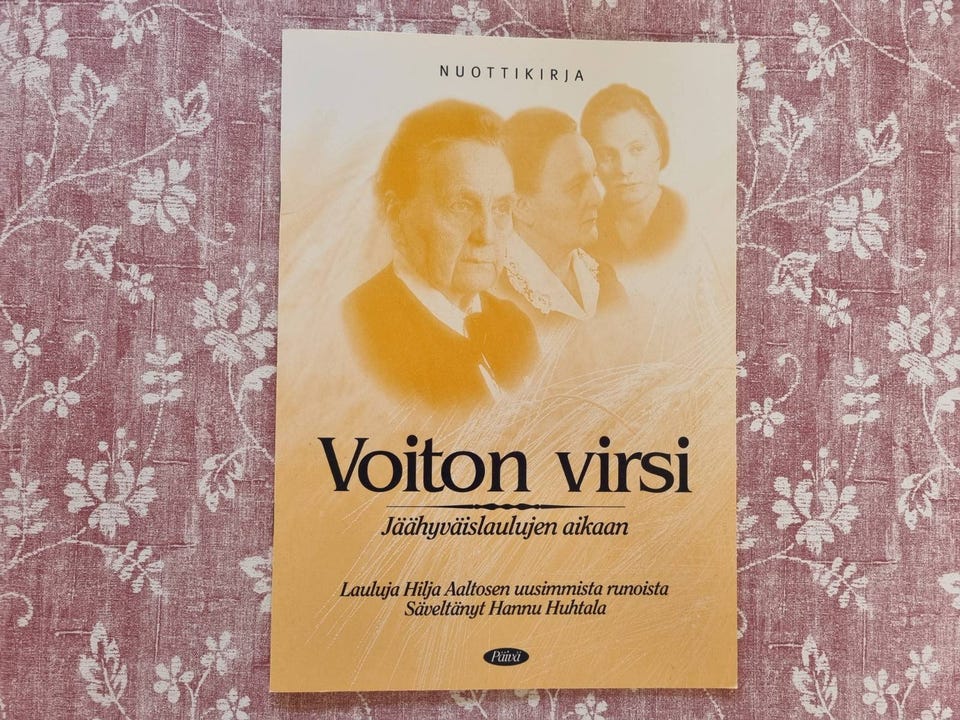 NUOTTIKIRJA
Voiton virsi
Jäähyväislaulujen aikaan
Lauluja Hilja Aaltosen uusimmista runoista
Säveltänyt Hannu Huhtala
Päivä